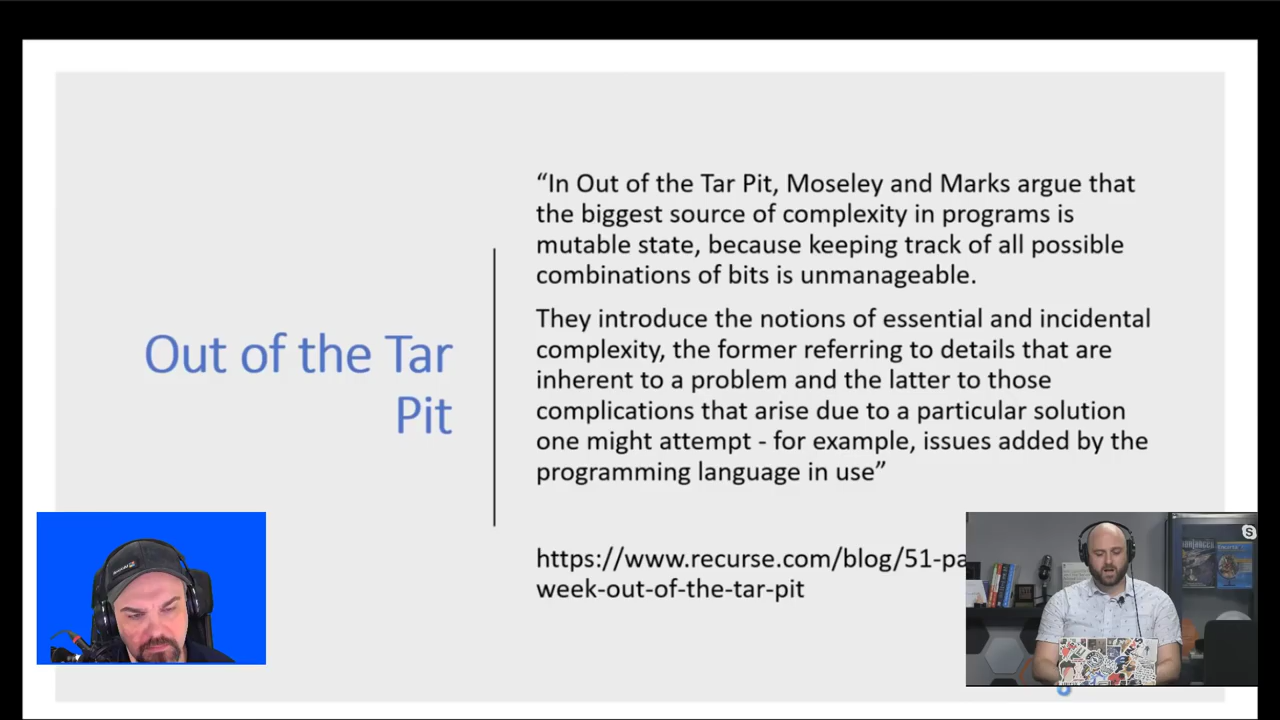 Out of the Tar
Pit
“In Out of the Tar Pit, Moseley and Marks argue that
the biggest source of complexity in programs is
mutable state, because keeping track of all possible
combinations of bits is unmanageable.
They introduce the notions of essential and incidental
complexity, the former referring to details that are
inherent to a problem and the latter to those
complications that arise due to a particular solution
one might attempt - for example, issues added by the
programming language in use”
https://www.recurse.com/blog/51-pa
week-out-of-the-tar-pit
S